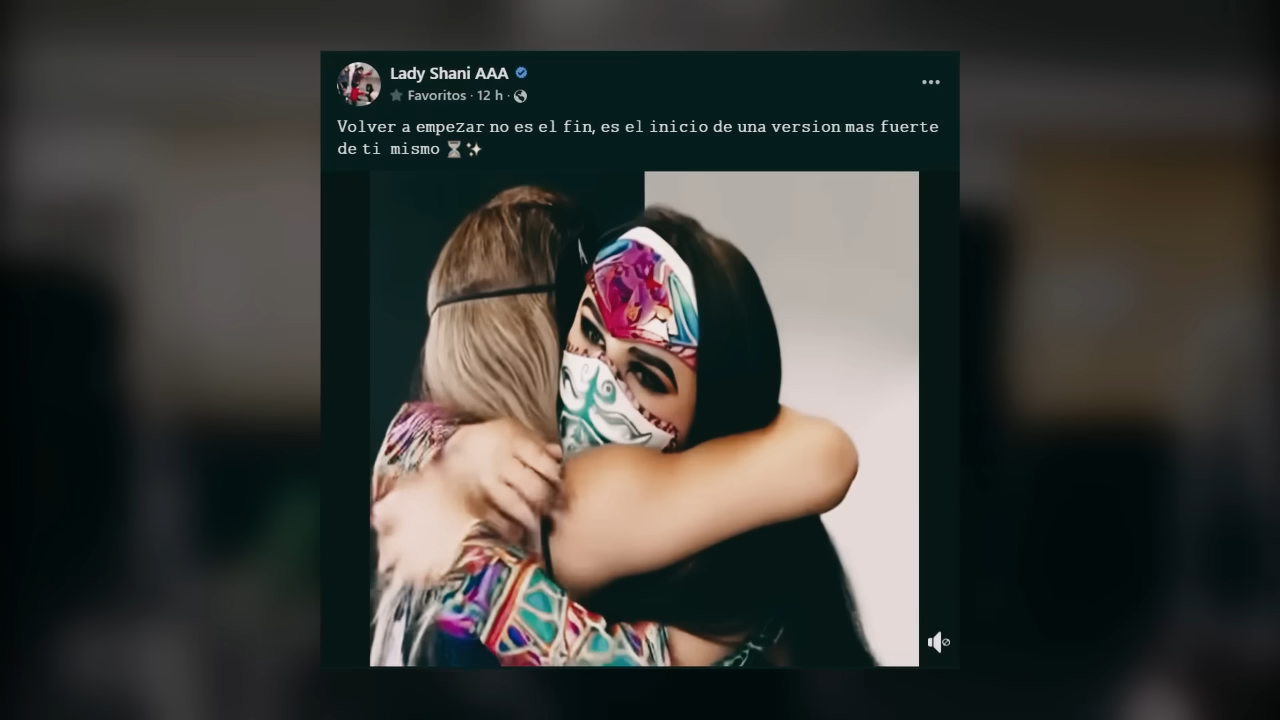 Lady Shani AAA
Favoritos · 12 h ·
Volver a empezar no es el fin, es el inicio de una version mas fuerte
de ti mismo ⏳✨